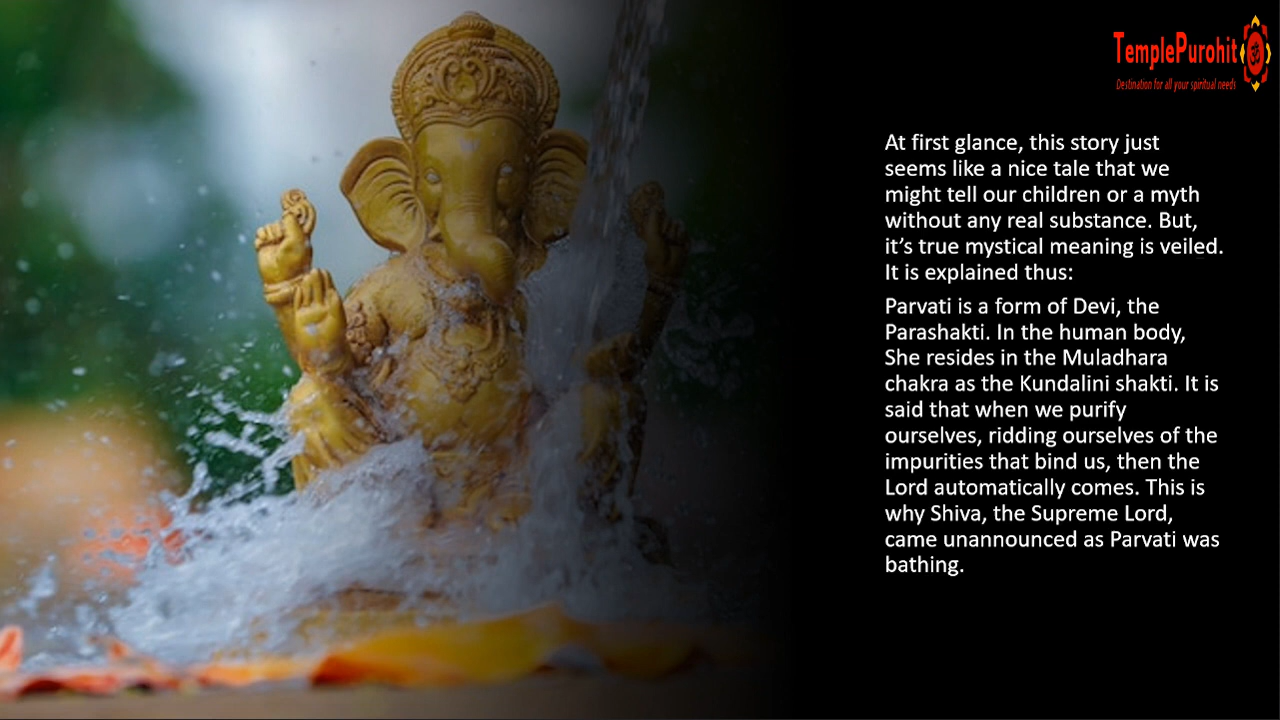 TemplePurohit
Destination for all your spiritual needs
At first glance, this story just
seems like a nice tale that we
might tell our children or a myth
without any real substance. But,
it’s true mystical meaning is veiled.
It is explained thus:
Parvati is a form of Devi, the
Parashakti. In the human body,
She resides in the Muladhara
chakra as the Kundalini shakti. It is
said that when we purify
ourselves, ridding ourselves of the
impurities that bind us, then the
Lord automatically comes. This is
why Shiva, the Supreme Lord,
came unannounced as Parvati was
bathing.